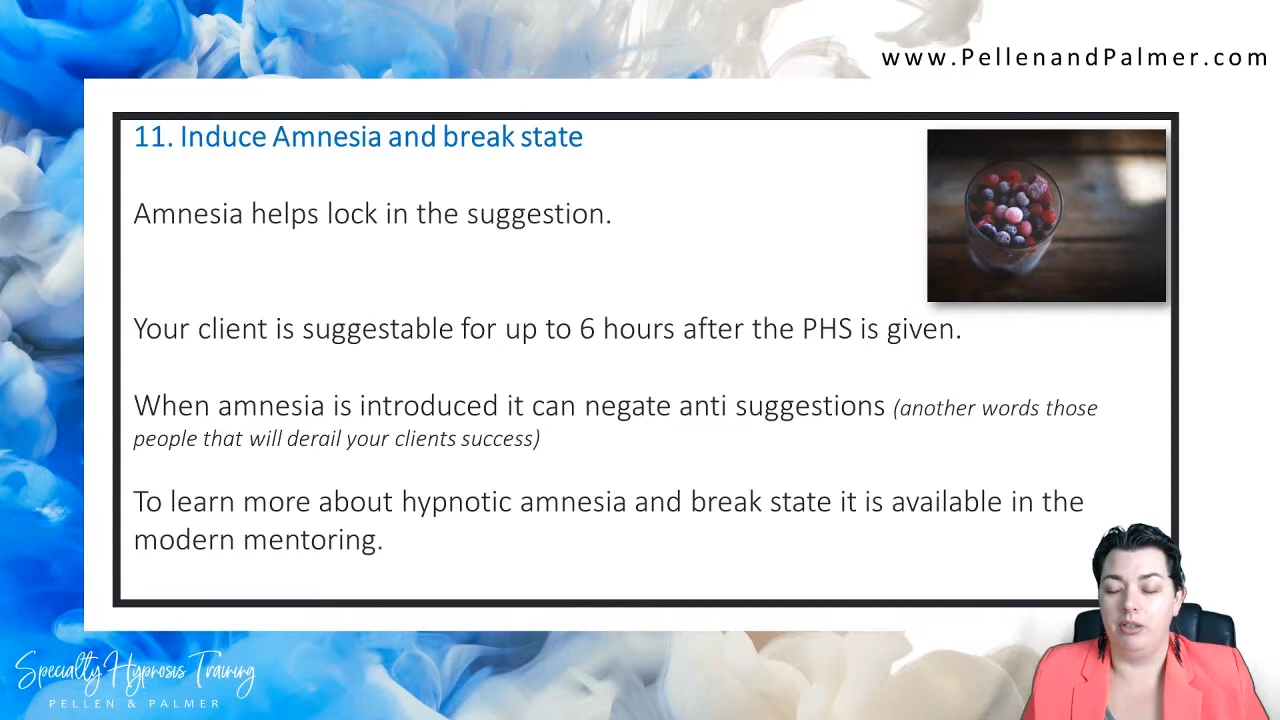 www.PellenandPalmer.com
11. Induce Amnesia and break state
Amnesia helps lock in the suggestion.
Your client is suggestable for up to 6 hours after the PHS is given.
When amnesia is introduced it can negate anti suggestions (another words those
people that will derail your clients success)
To learn more about hypnotic amnesia and break state it is available in the
modern mentoring.
Specialty Hypnosis Training
PELLEN & PALMER